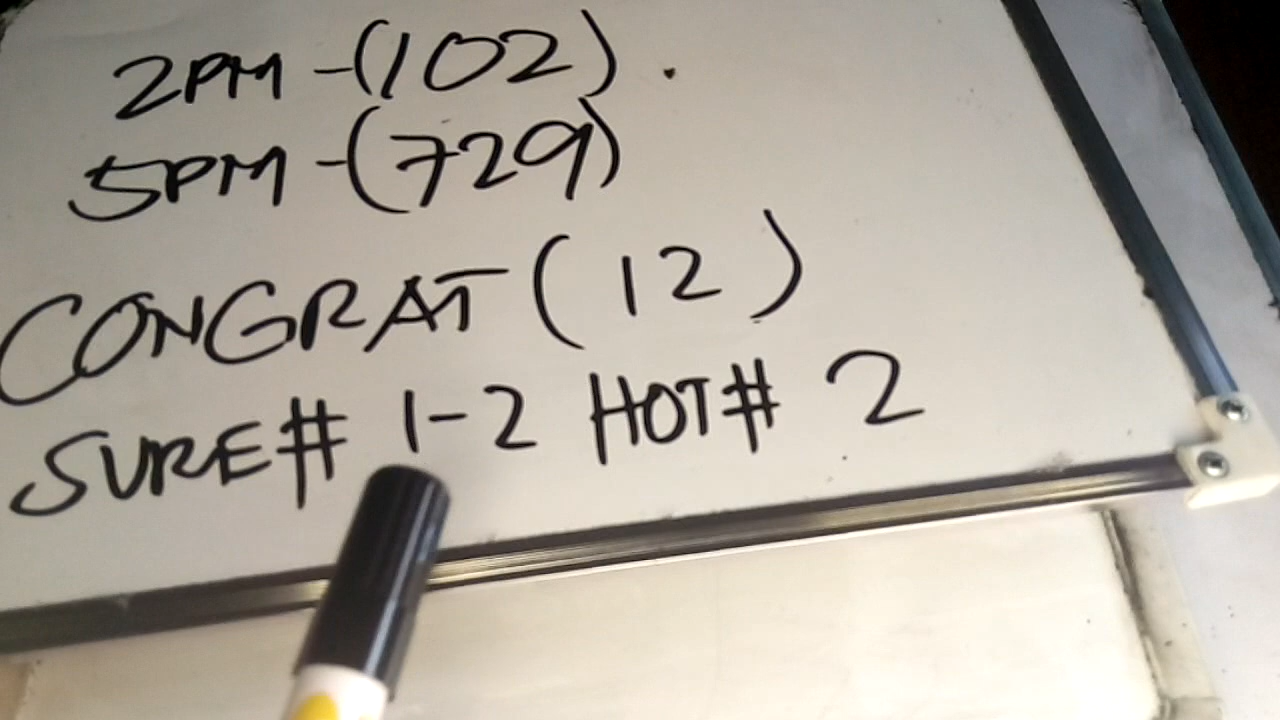 2PM -(102).
5PM -(729)
CONGRAT (12)
SURE# 1-2 HOT# 2